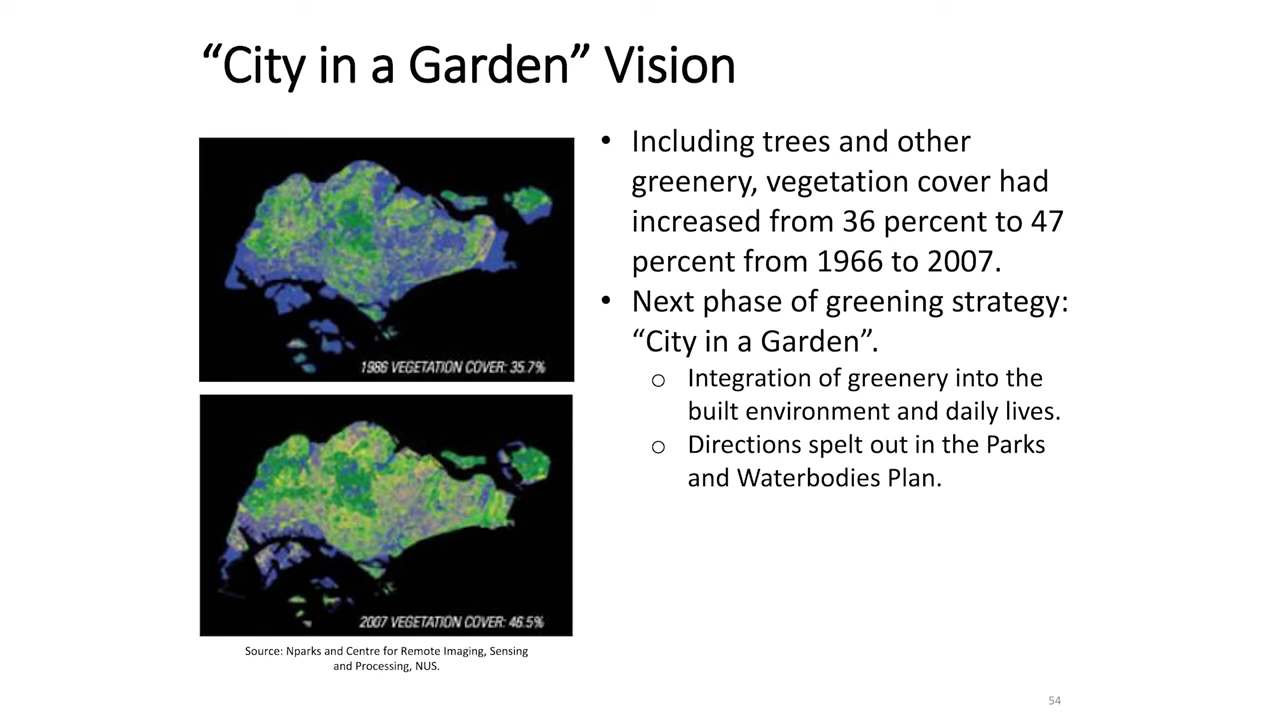 “City in a Garden” Vision
1986 VEGETATION COVER: 35.7%
2007 VEGETATION COVER: 46.5%
Source: Nparks and Centre for Remote Imaging, Sensing
and Processing, NUS.
• Including trees and other
greenery, vegetation cover had
increased from 36 percent to 47
percent from 1966 to 2007.
• Next phase of greening strategy:
“City in a Garden”.
o Integration of greenery into the
built environment and daily lives.
o Directions spelt out in the Parks
and Waterbodies Plan.
54